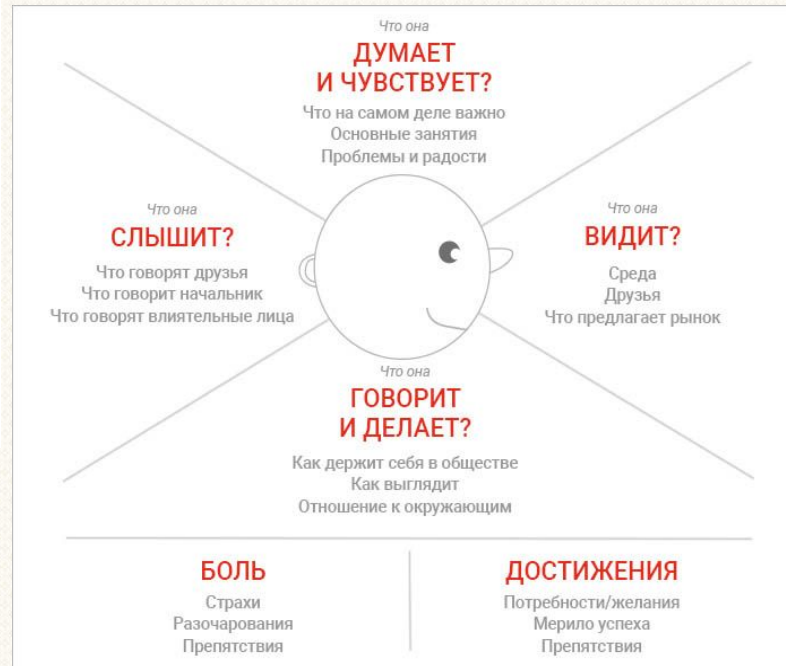 Что она
ДУМАЕТ
И ЧУВСТВУЕТ?
Что на самом деле важно
Основные занятия
Проблемы и радости
Что она
СЛЫШИТ?
Что говорят друзья
Что говорит начальник
Что говорят влиятельные лица
Что она
ВИДИТ?
Среда
Друзья
Что предлагает рынок
Что она
ГОВОРИТ
И ДЕЛАЕТ?
Как держит себя в обществе
Как выглядит
Отношение к окружающим
БОЛЬ
Страхи
Разочарования
Препятствия
ДОСТИЖЕНИЯ
Потребности/желания
Мерило успеха
Препятствия